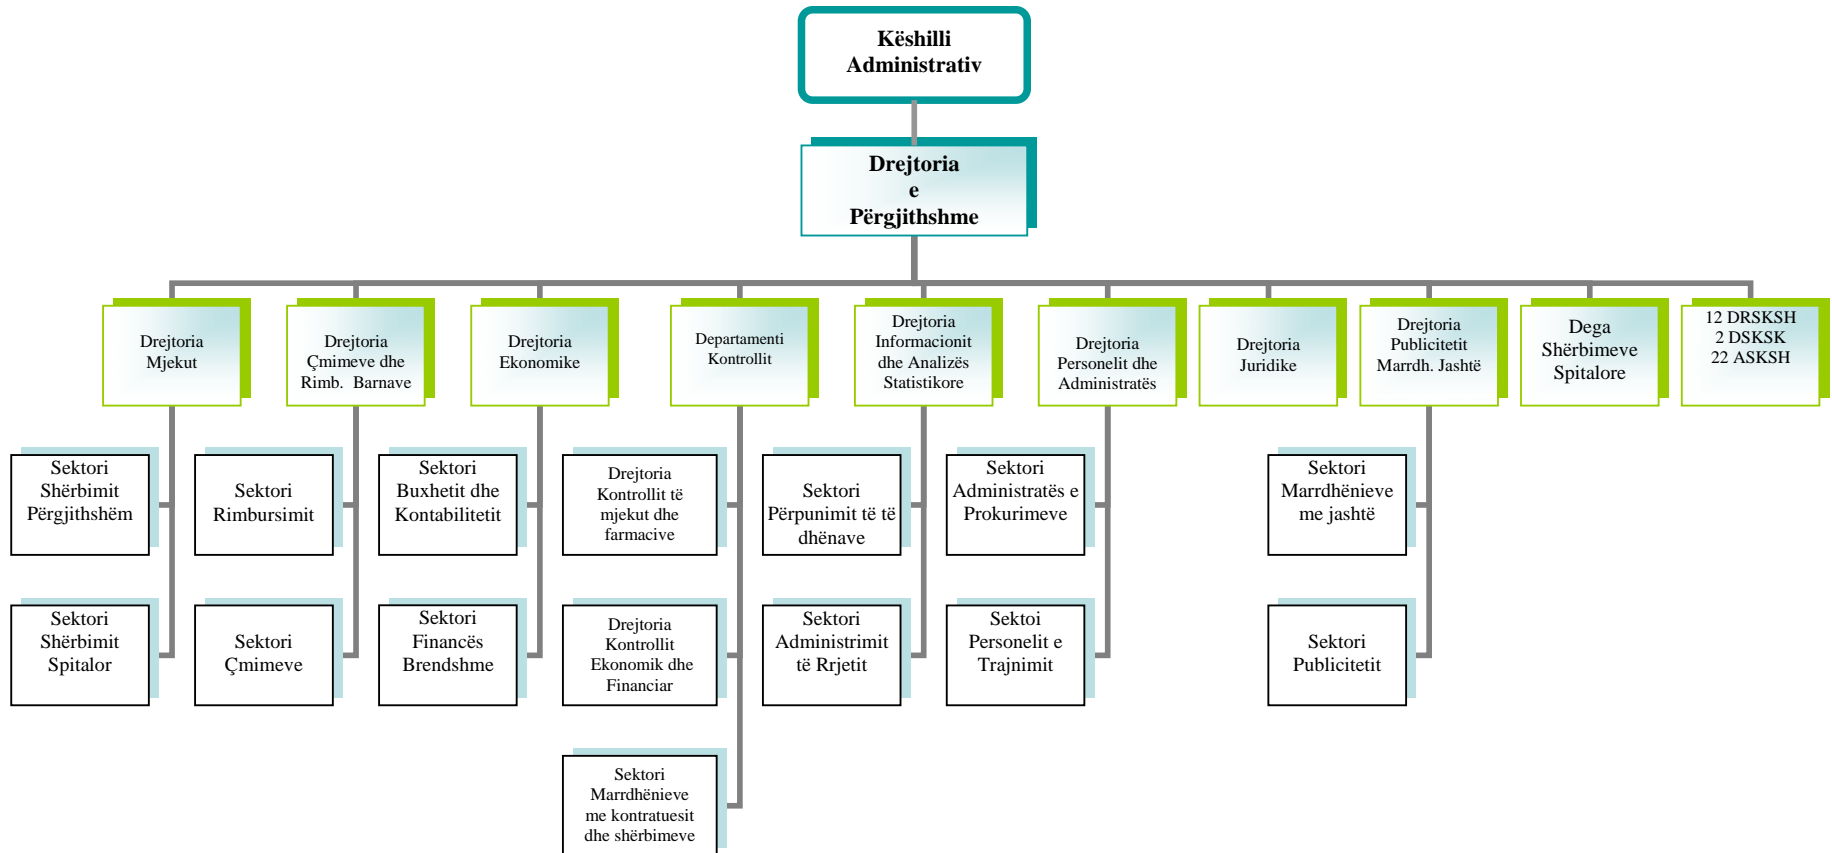 Këshilli
Administrativ
Drejtoria
e
Përgjithshme
Drejtoria
Mjekut
Drejtoria
Çmimeve dhe
Rimb. Barnave
Drejtoria
Ekonomike
Departamenti
Kontrollit
Drejtoria
Informacionit
dhe Analizës
Statistikore
Drejtoria
Personelit dhe
Administratës
Drejtoria
Juridike
Drejtoria
Publicitetit
Marrdh. Jashtë
Dega
Shërbimeve
Spitalore
12 DRSKSH
2 DSKSK
22 ASKSH
Sektori
Shërbimit
Përgjithshëm
Sektori
Rimbursimit
Sektori
Buxhetit dhe
Kontabilitetit
Drejtoria
Kontrollit të
mjekut dhe
farmacive
Sektori
Përpunimit të të
dhënave
Sektori
Administratës e
Prokurimeve
Sektori
Marrdhënieve
me jashtë
Sektori
Shërbimit
Spitalor
Sektori
Çmimeve
Sektori
Financës
Brendshme
Drejtoria
Kontrollit
Ekonomik dhe
Financiar
Sektori
Administrimit
të Rrjetit
Sektoi
Personelit e
Trajnimit
Sektori
Publicitetit
Sektori
Marrdhënieve
me kontratuesit
dhe shërbimeve